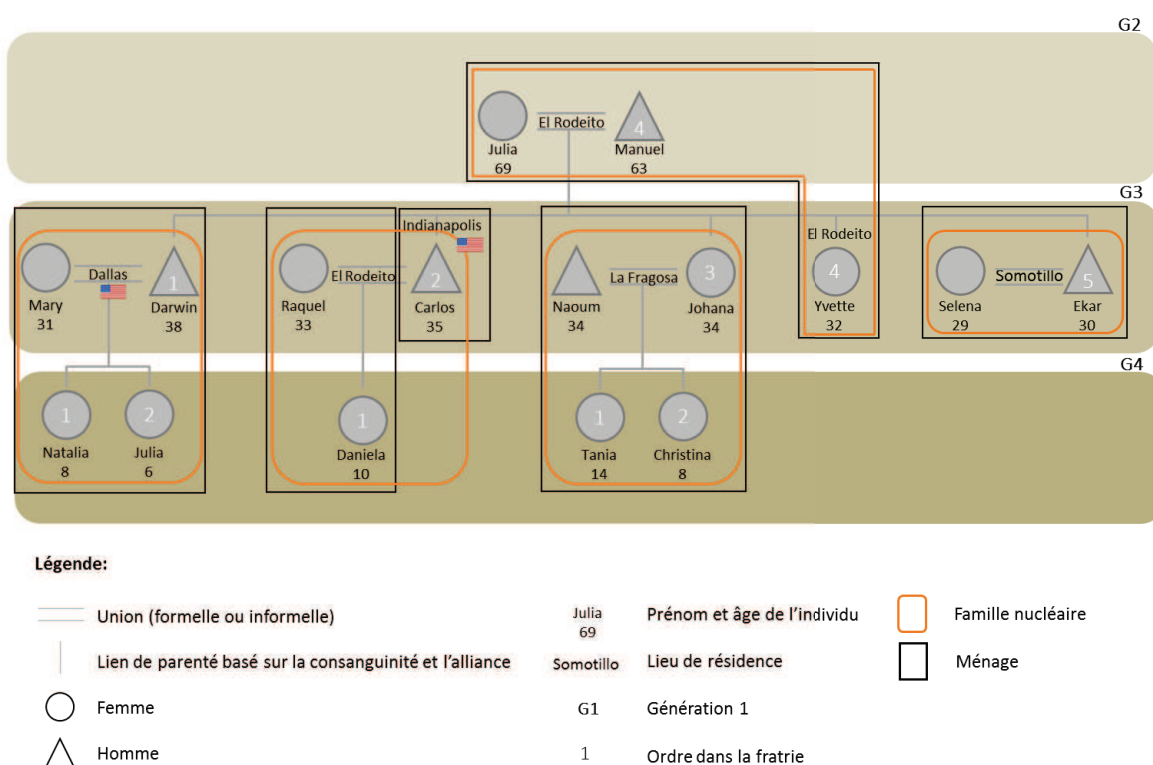 G2
El Rodeito
4
Julia
69
Manuel
63
G3
Indianapolis
El Rodeito
Dallas
1
El Rodeito
2
La Fragosa
3
4
Somotillo
5
Mary
31
Darwin
38
Raquel
33
Carlos
35
Naoum
34
Johana
34
Yvette
32
Selena
29
Ekar
30
G4
1
2
1
1
2
Natalia
8
Julia
6
Daniela
10
Tania
14
Christina
8
Légende:
Union (formelle ou informelle)
Lien de parenté basé sur la consanguinité et l'alliance
Femme
Homme
Julia
69
Prénom et âge de l'individu
Somotillo
Lieu de résidence
G1
Génération 1
1
Ordre dans la fratrie
Famille nucléaire
Ménage